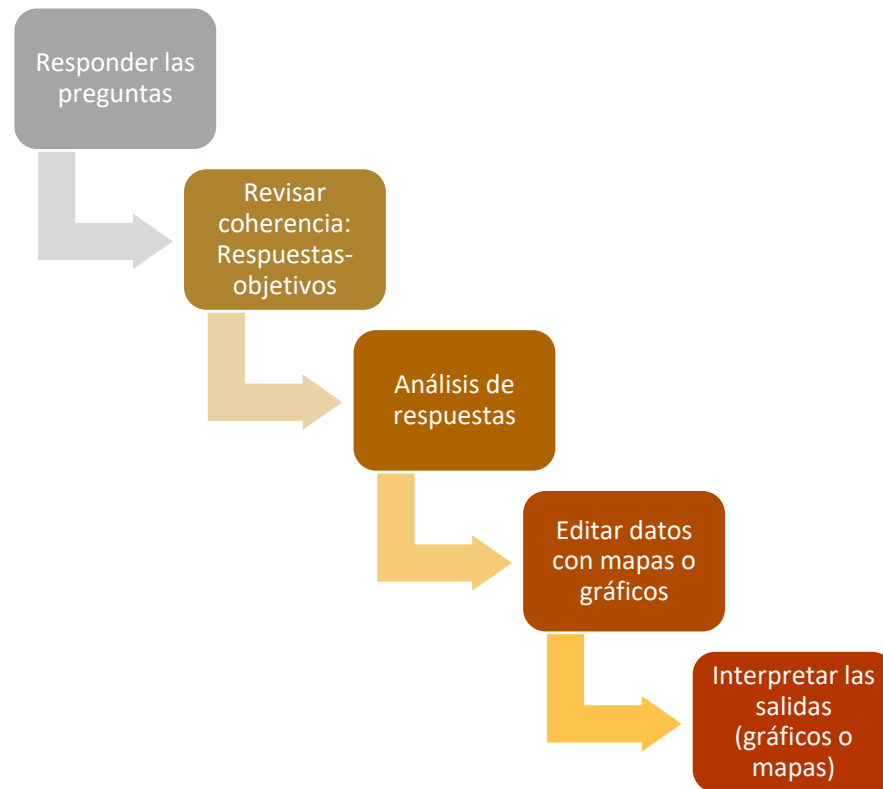 Responder las
preguntas
Revisar
coherencia:
Respuestas-
objetivos
Análisis de
respuestas
Editar datos
con mapas o
gráficos
Interpretar las
salidas
(gráficos o
mapas)